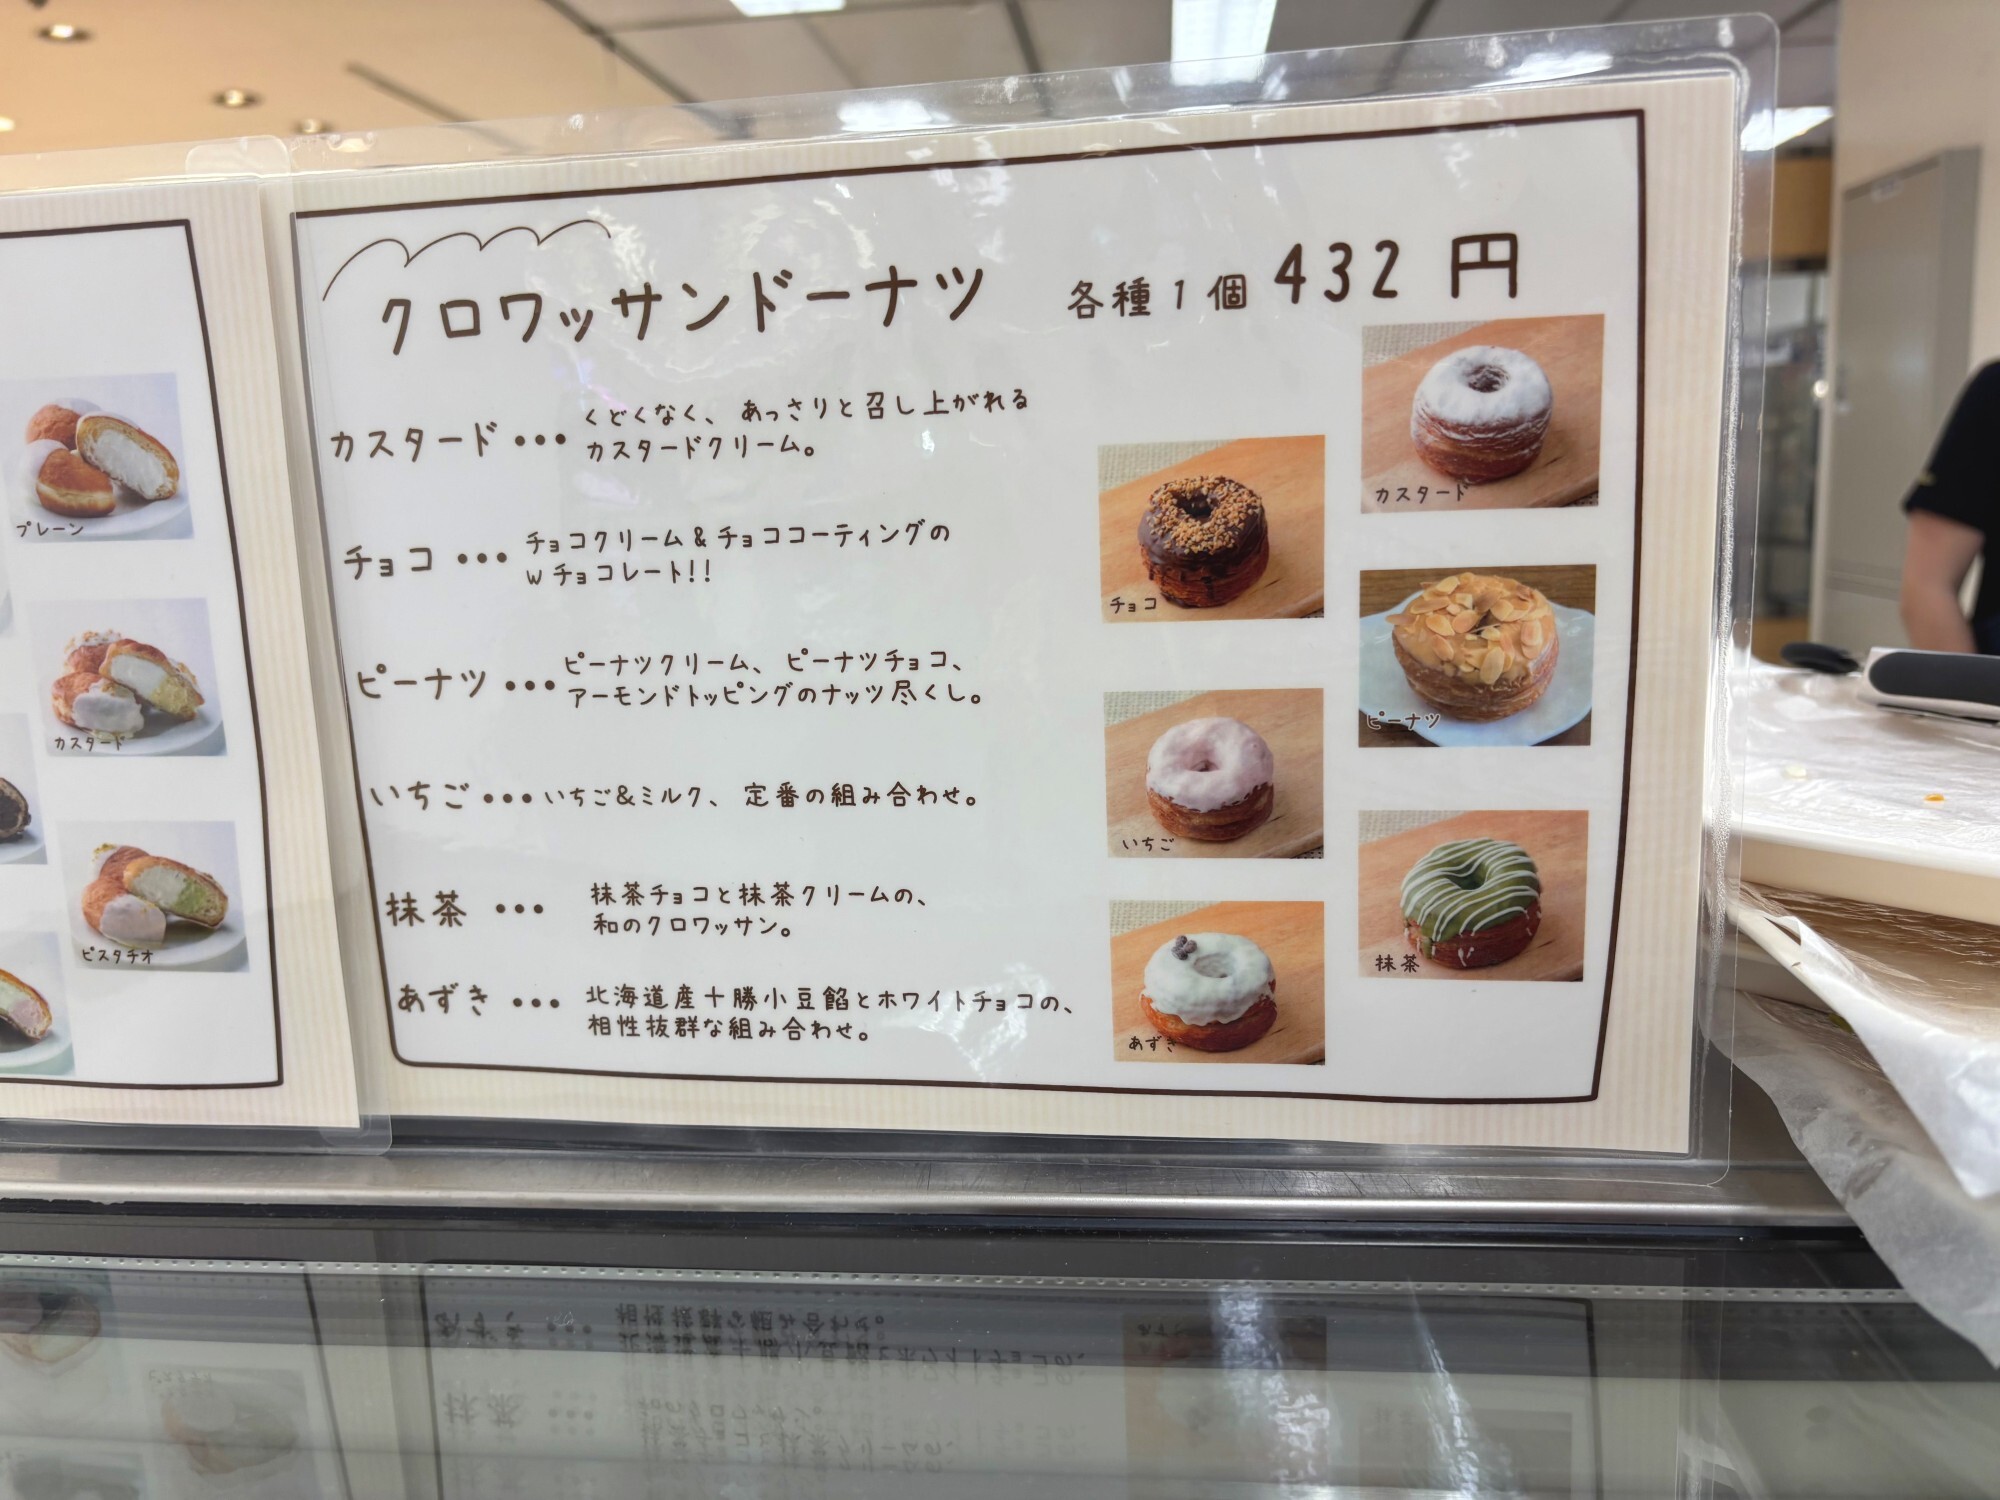 クロワッサンドーナツ 各種1個 432 円
カスタード・・・くどくなく、あっさりと召し上がれる
カスタードクリーム。
チョコ・・・チョコクリーム&チョココーティングの
wチョコレート!!
ピーナツ・・・ピーナツクリーム、ピーナツチョコ、
アーモンドトッピングのナッツ尽くし。
いちご・・・いちご&ミルク、定番の組み合わせ。
抹茶・・・抹茶チョコと抹茶クリームの、
和のクロワッサン。
あずき・・・北海道産十勝小豆餡とホワイトチョコの、
相性抜群な組み合わせ。
カスタード
チョコ
ピーナツ
いちご
抹茶
あずき
プレーン
カスタード
ピスタチオ